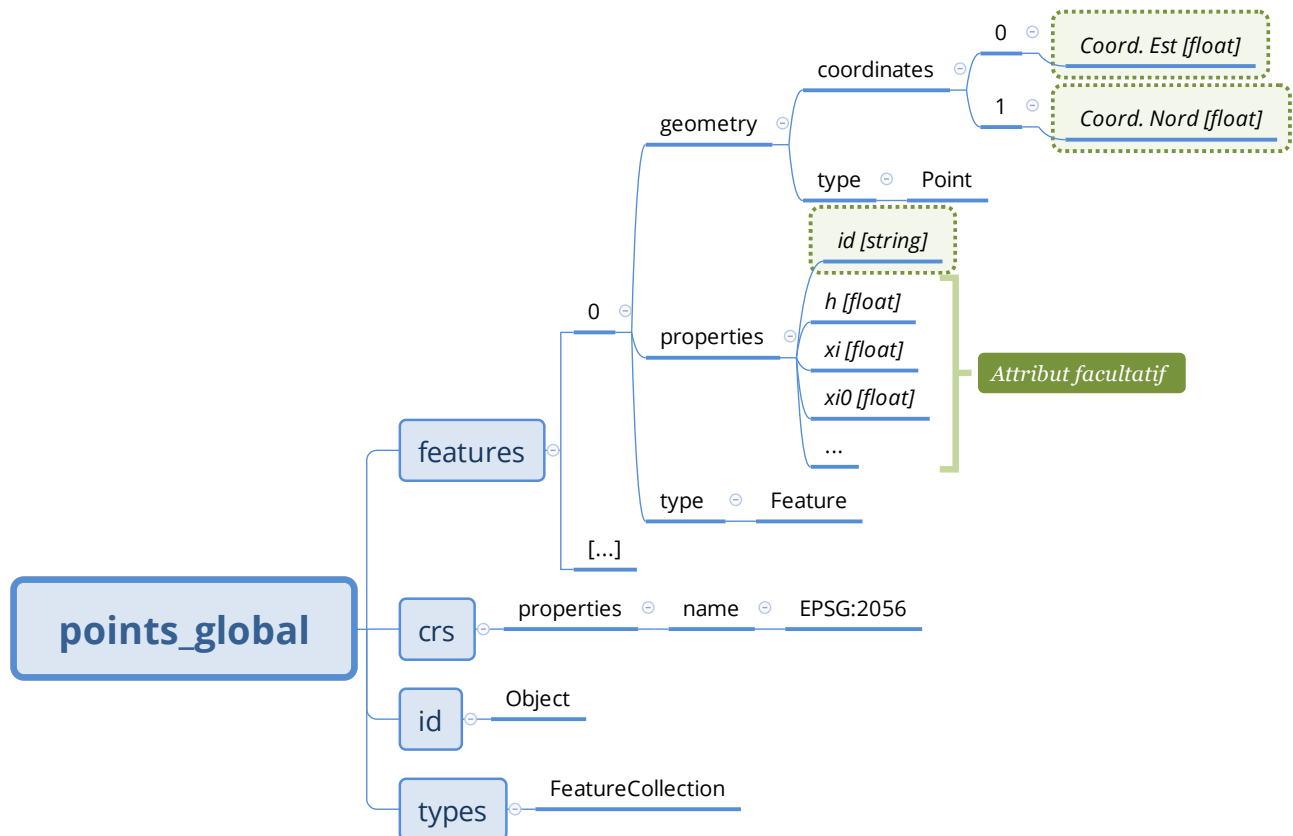 points_global
features
0
geometry
coordinates
0
Coord. Est [float]
1
Coord. Nord [float]
type
Point
properties
id [string]
h [float]
xi [float]
xi0 [float]
...
Attribut facultatif
type
Feature
[...]
crs
properties
name
EPSG:2056
id
Object
types
FeatureCollection